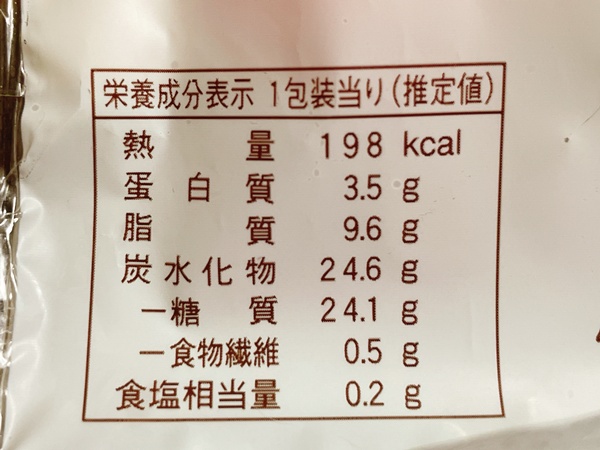 栄養成分表示 1包装当り(推定値)
熱量 198 kcal
蛋白質 3.5 g
脂質 9.6 g
炭水化物 24.6 g
－糖質 24.1 g
－食物繊維 0.5 g
食塩相当量 0.2 g